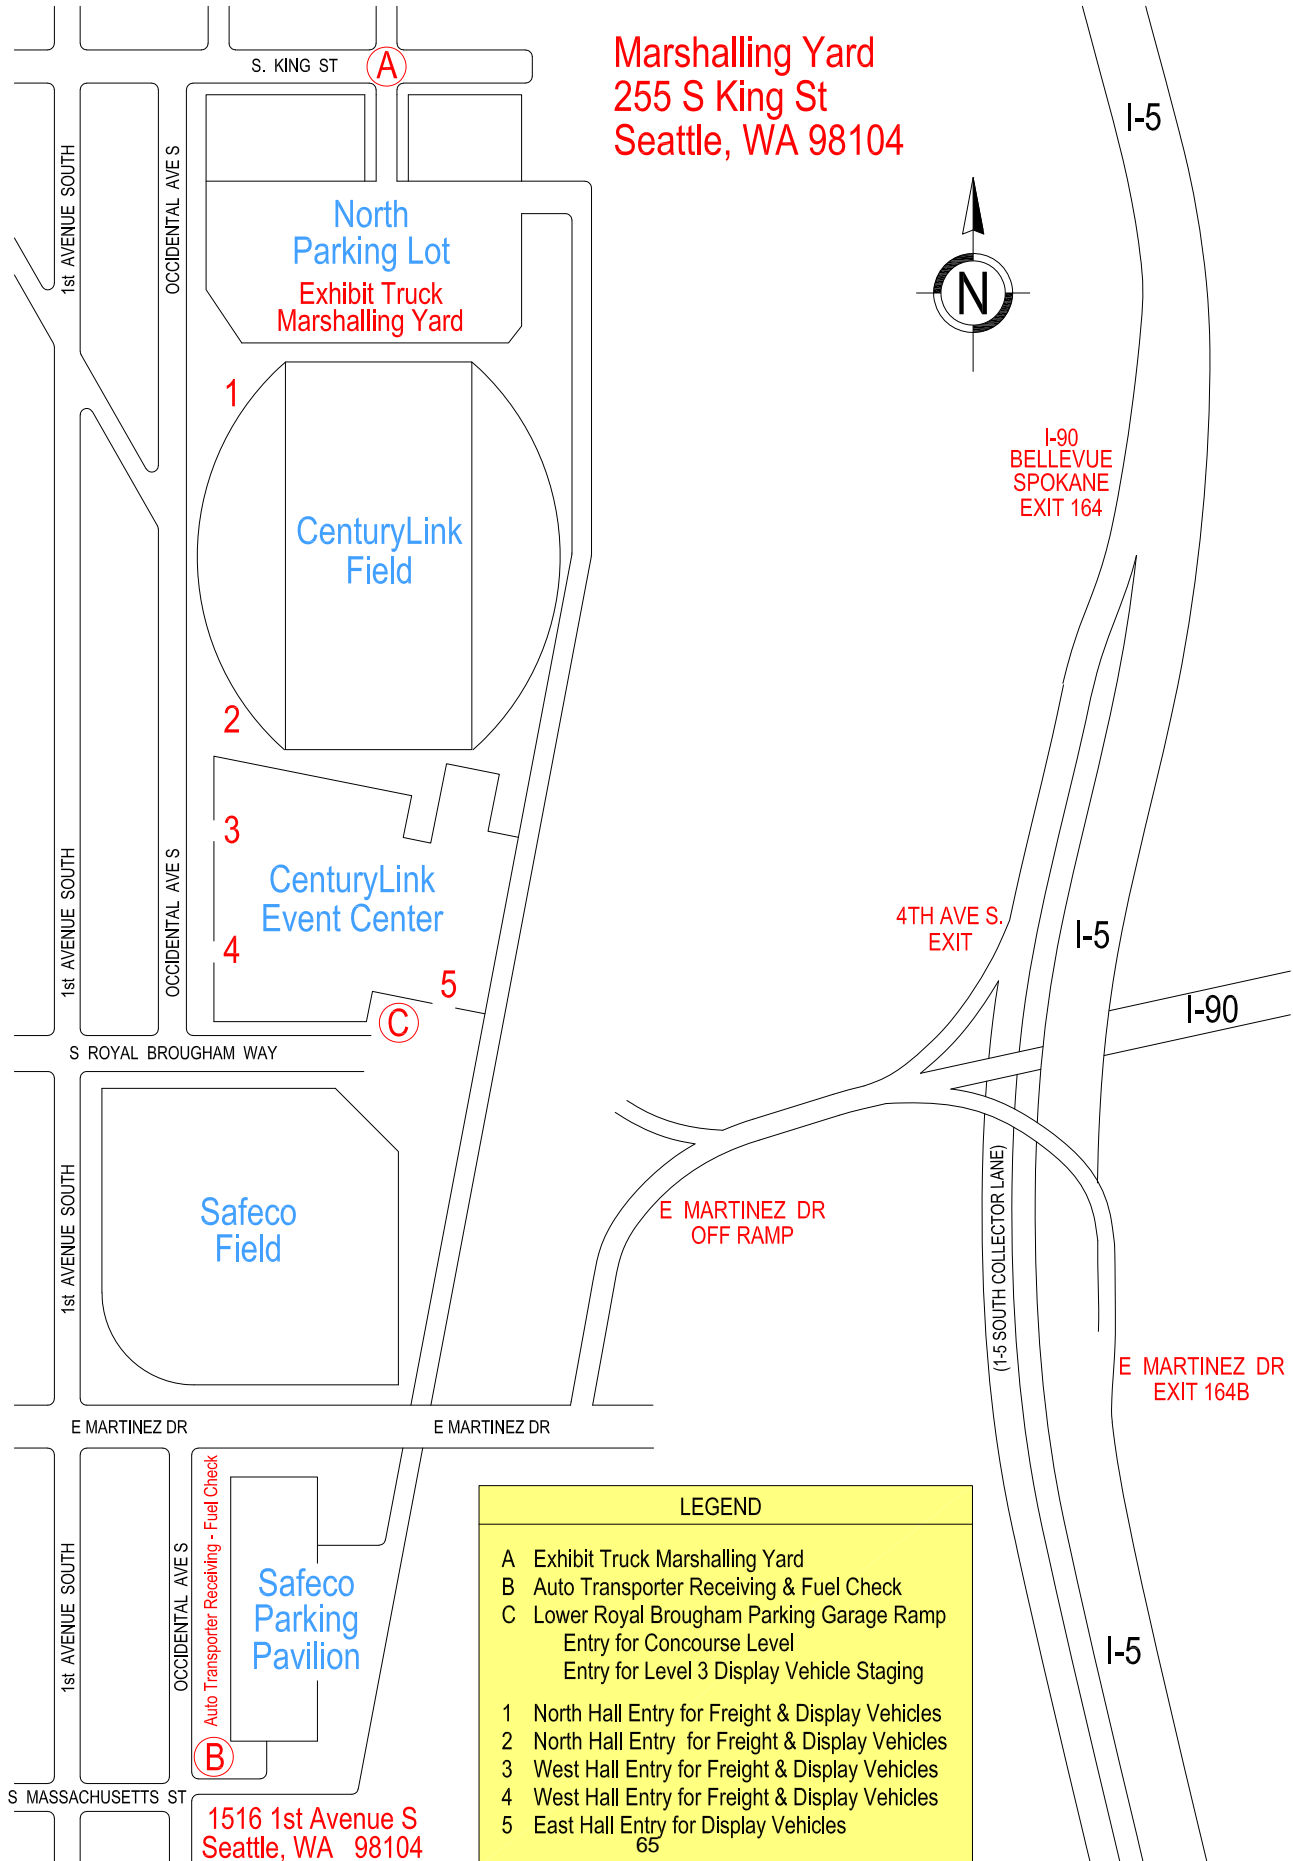 S. KING ST
A
Marshalling Yard
255 S King St
Seattle, WA 98104
I-5
1st AVENUE SOUTH
OCCIDENTAL AVE S
North
Parking Lot
Exhibit Truck
Marshalling Yard
N
1
I-90
BELLEVUE
SPOKANE
EXIT 164
CenturyLink
Field
2
3
1st AVENUE SOUTH
OCCIDENTAL AVE S
CenturyLink
Event Center
4TH AVE S.
EXIT
I-5
4
5
C
I-90
S ROYAL BROUGHAM WAY
1st AVENUE SOUTH
Safeco
Field
E MARTINEZ DR
OFF RAMP
(1-5 SOUTH COLLECTOR LANE)
E MARTINEZ DR
EXIT 164B
E MARTINEZ DR
E MARTINEZ DR
1st AVENUE SOUTH
OCCIDENTAL AVE S
Auto Transporter Receiving - Fuel Check
Safeco
Parking
Pavilion
B
I-5
S MASSACHUSETTS ST
1516 1st Avenue S
Seattle, WA 98104
LEGEND
A Exhibit Truck Marshalling Yard
B Auto Transporter Receiving & Fuel Check
C Lower Royal Brougham Parking Garage Ramp
Entry for Concourse Level
Entry for Level 3 Display Vehicle Staging
1 North Hall Entry for Freight & Display Vehicles
2 North Hall Entry for Freight & Display Vehicles
3 West Hall Entry for Freight & Display Vehicles
4 West Hall Entry for Freight & Display Vehicles
5 East Hall Entry for Display Vehicles
65